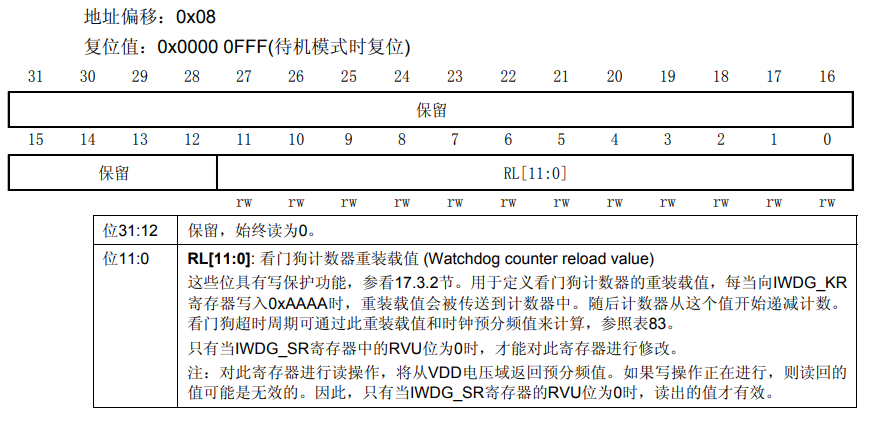 地址偏移：0x08
复位值：0x0000 0FFF(待机模式时复位)
31 30 29 28 27 26 25 24 23 22 21 20 19 18 17 16
保留
15 14 13 12 11 10 9 8 7 6 5 4 3 2 1 0
保留 RL[11:0]
rw rw rw rw rw rw rw rw rw rw rw rw
位31:12 保留，始终读为0。
位11:0 RL[11:0]: 看门狗计数器重装载值 (Watchdog counter reload value)
这些位具有写保护功能，参看17.3.2节。用于定义看门狗计数器的重装载值，每当向IWDG_KR
寄存器写入0xAAAA时，重装载值会被传送到计数器中。随后计数器从这个值开始递减计数。
看门狗超时周期可通过此重装载值和时钟预分频值来计算，参照表83。
只有当IWDG_SR寄存器中的RVU位为0时，才能对此寄存器进行修改。
注：对此寄存器进行读操作，将从VDD电压域返回预分频值。如果写操作正在进行，则读回的
值可能是无效的。因此，只有当IWDG_SR寄存器的RVU位为0时，读出的值才有效。